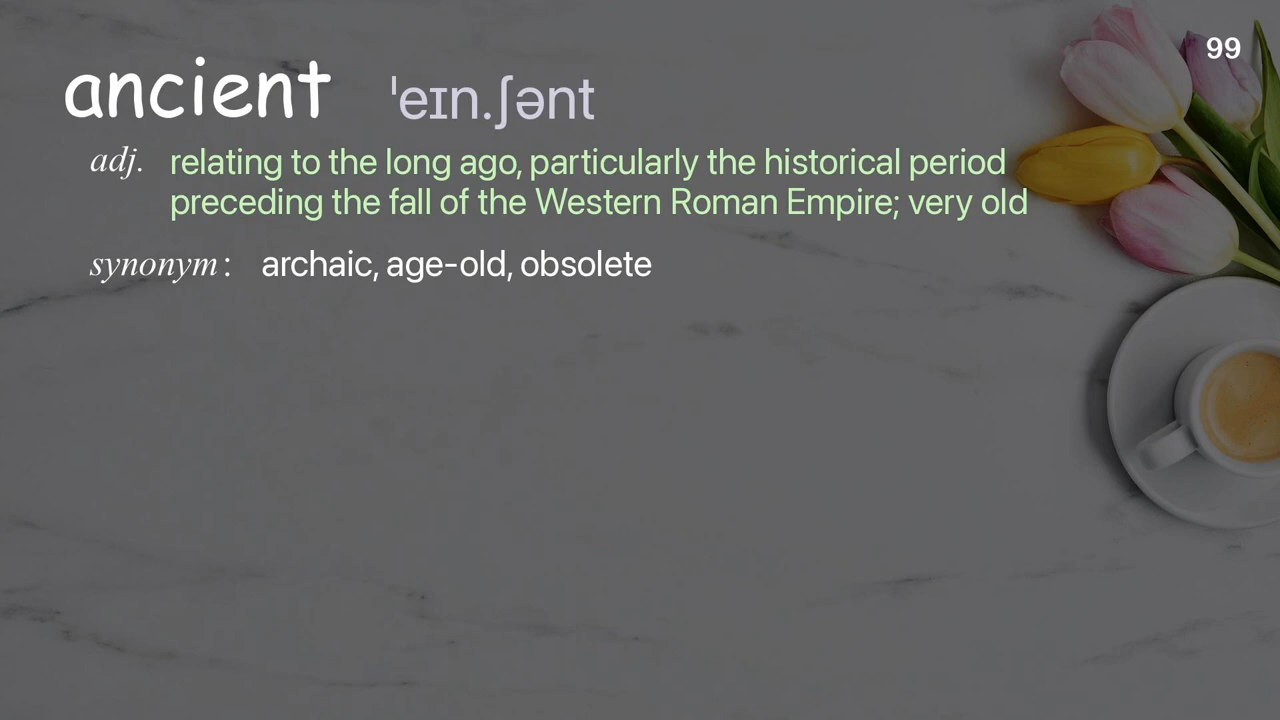 99
ancient ˈeɪn.ʃənt
adj. relating to the long ago, particularly the historical period
preceding the fall of the Western Roman Empire; very old
synonym : archaic, age-old, obsolete